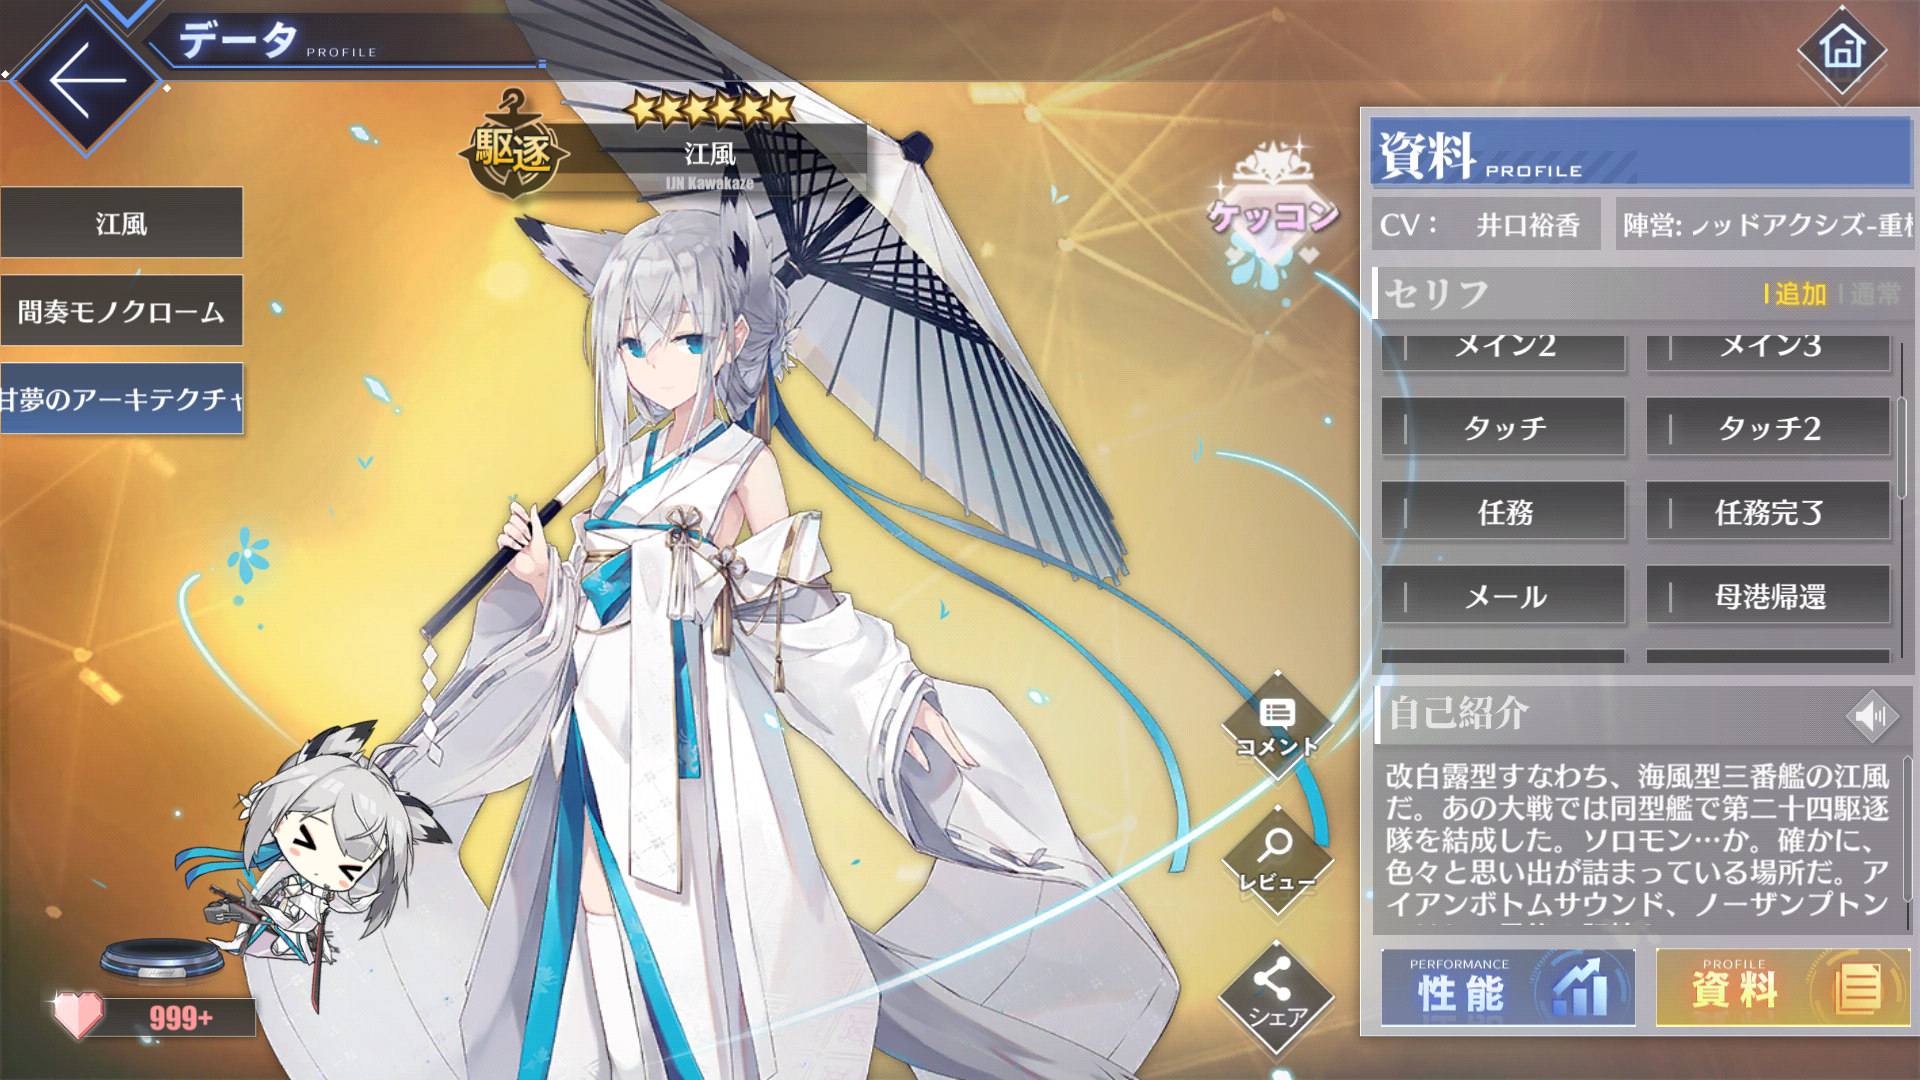 データ PROFILE
駆逐
江風
IJN Kawakaze
江風
間奏モノクローム
甘夢のアーキテクチャ
ケッコン
資料 PROFILE
CV： 井口裕香
陣営: ノッドアクシズ-重
セリフ
追加
通常
メイン2
メイン3
タッチ
タッチ2
任務
任務完了
メール
母港帰還
自己紹介
改白露型すなわち、海風型三番艦の江風
だ。あの大戦では同型艦で第二十四駆逐
隊を結成した。ソロモン…か。確かに、
色々と思い出が詰まっている場所だ。ア
イアンボトムサウンド、ノーザンプトン
コメント
レビュー
シェア
999+
PERFORMANCE
性能
PROFILE
資料